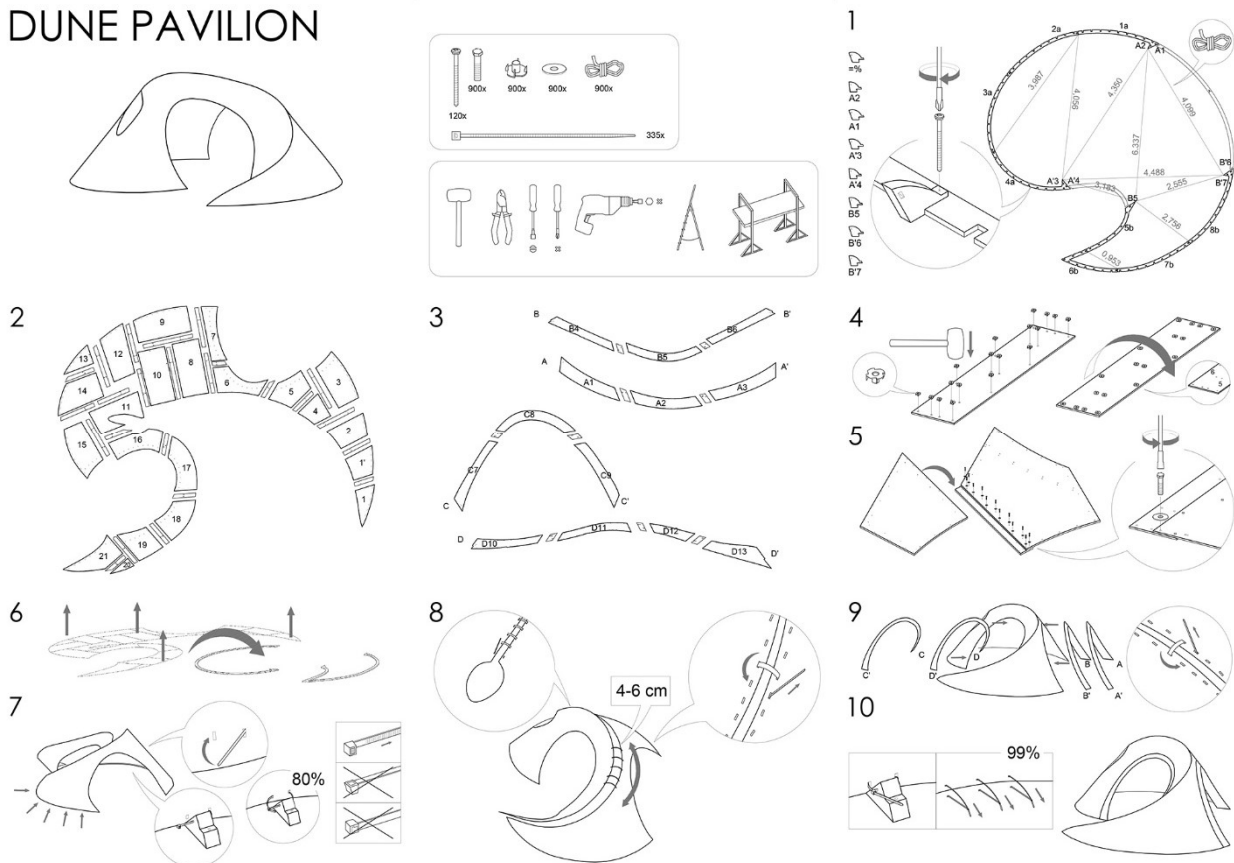 DUNE PAVILION
120x
900x
900x
900x
900x
335x
1
=%
A2
A1
A'3
A'4
B5
B'6
B'7
2a
1a
A2
A1
3a
3,987
4,056
4,350
6,337
4,099
4,488
B'6
B'7
2,555
4a
A'3
A'4
3,183
B5
5b
2,756
8b
0,953
6b
7b
2
9
7
12
13
10
8
14
6
3
5
11
4
2
15
16
17
1'
1
18
19
21
20
3
B
B'
B4
B5
B6
A
A'
A1
A2
A3
C8
C7
C9
C
C'
D
D10
D11
D12
D13
D'
4
6
5
5
6
7
80%
8
4-6 cm
9
C
C'
D
D'
B
A
B'
A'
10
99%